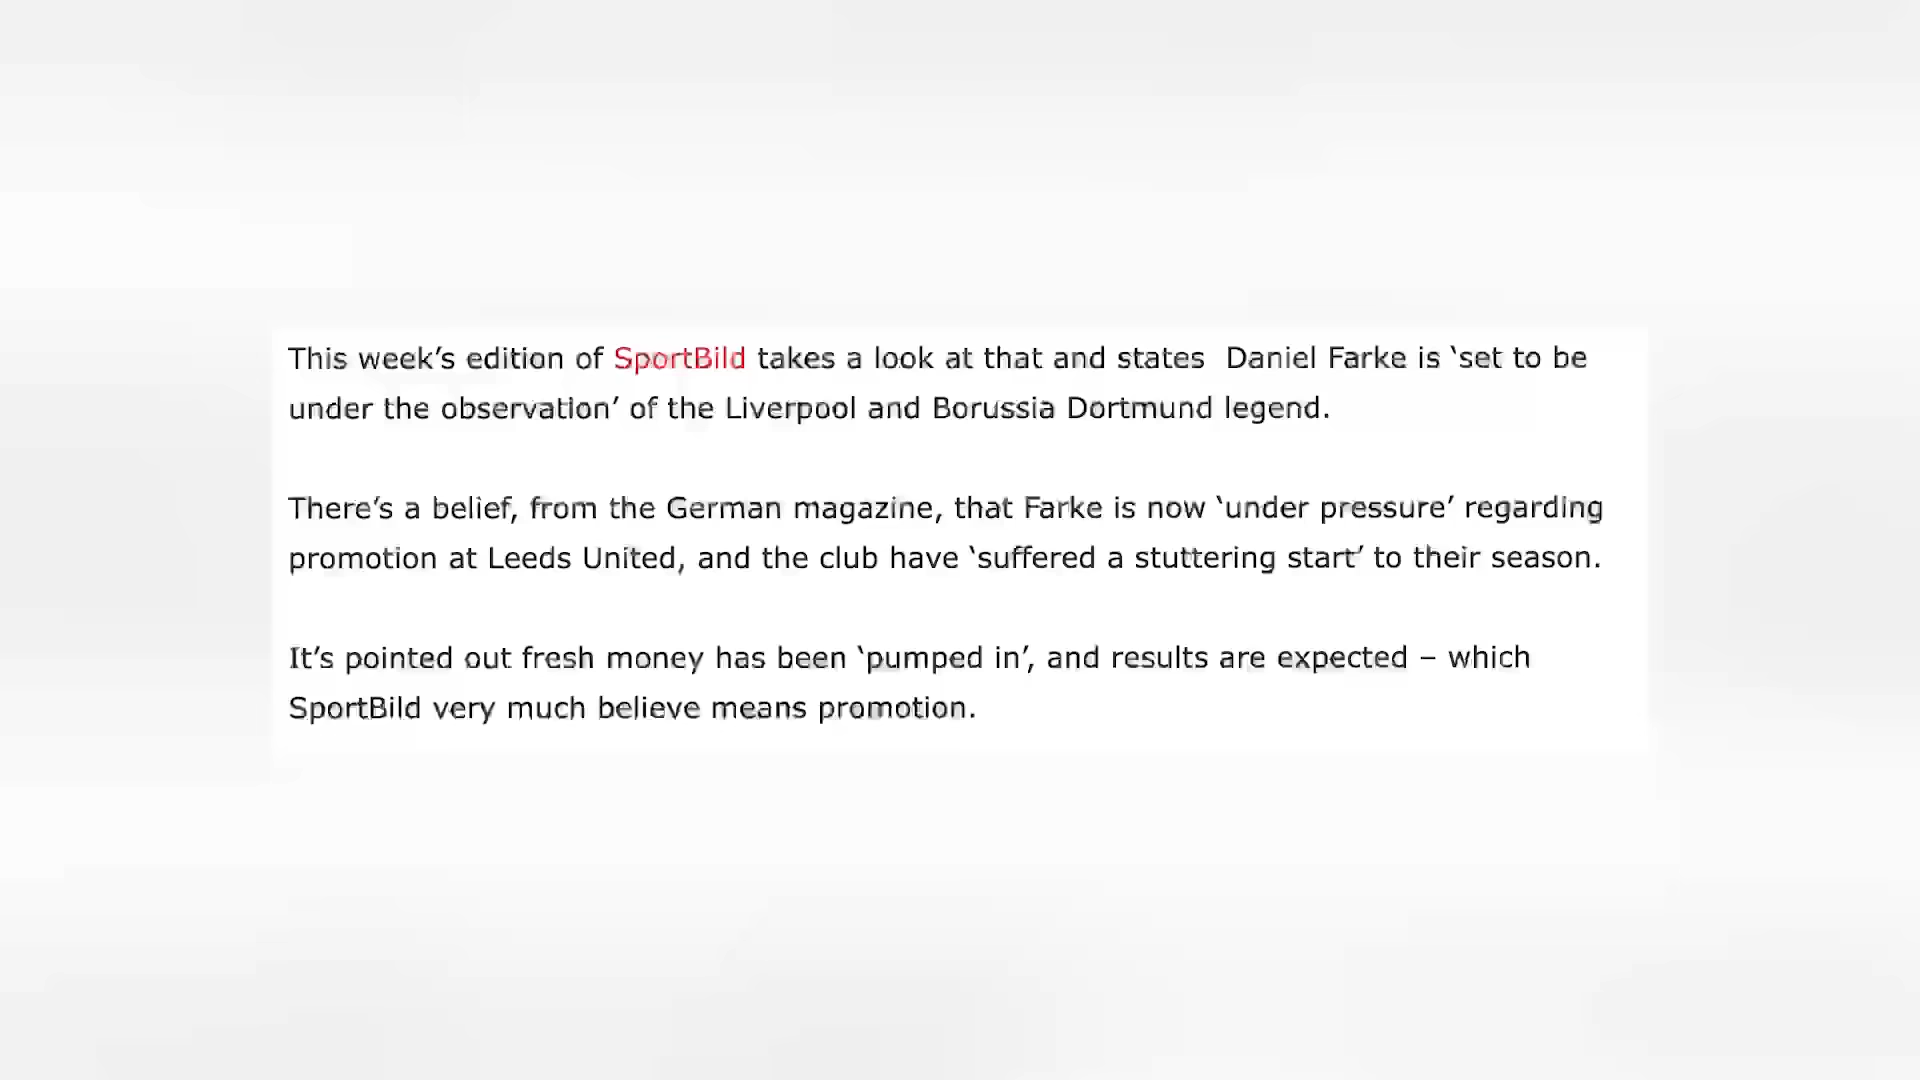 This week’s edition of SportBild takes a look at that and states  Daniel Farke is ‘set to be
under the observation’ of the Liverpool and Borussia Dortmund legend.
There’s a belief, from the German magazine, that Farke is now ‘under pressure’ regarding
promotion at Leeds United, and the club have ‘suffered a stuttering start’ to their season.
It’s pointed out fresh money has been ‘pumped in’, and results are expected – which
SportBild very much believe means promotion.